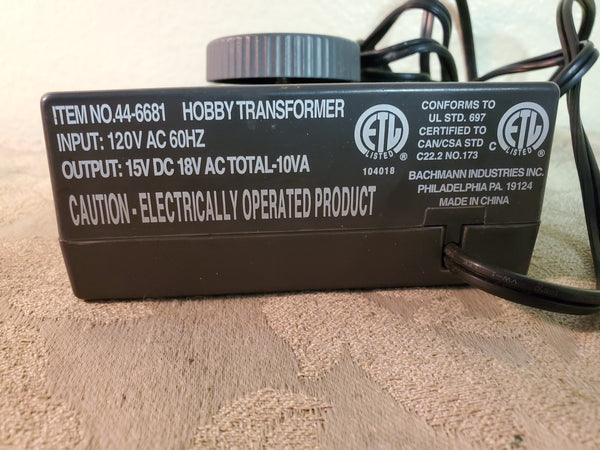 ITEM NO.44-6681 HOBBY TRANSFORMER
INPUT: 120V AC 60HZ
OUTPUT: 15V DC 18V AC TOTAL-10VA
CAUTION - ELECTRICALLY OPERATED PRODUCT
ETL
LISTED
104018
CONFORMS TO
UL STD. 697
CERTIFIED TO
CAN/CSA STD
C22.2 NO.173
C
ETL
LISTED
BACHMANN INDUSTRIES INC.
PHILADELPHIA PA. 19124
MADE IN CHINA